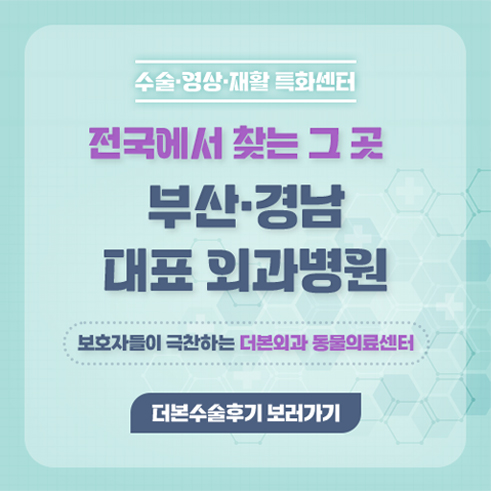 수술·영상·재활 특화센터
전국에서 찾는 그 곳
부산·경남
대표 외과병원
보호자들이 극찬하는 더본외과 동물의료센터
더본수술후기 보러가기